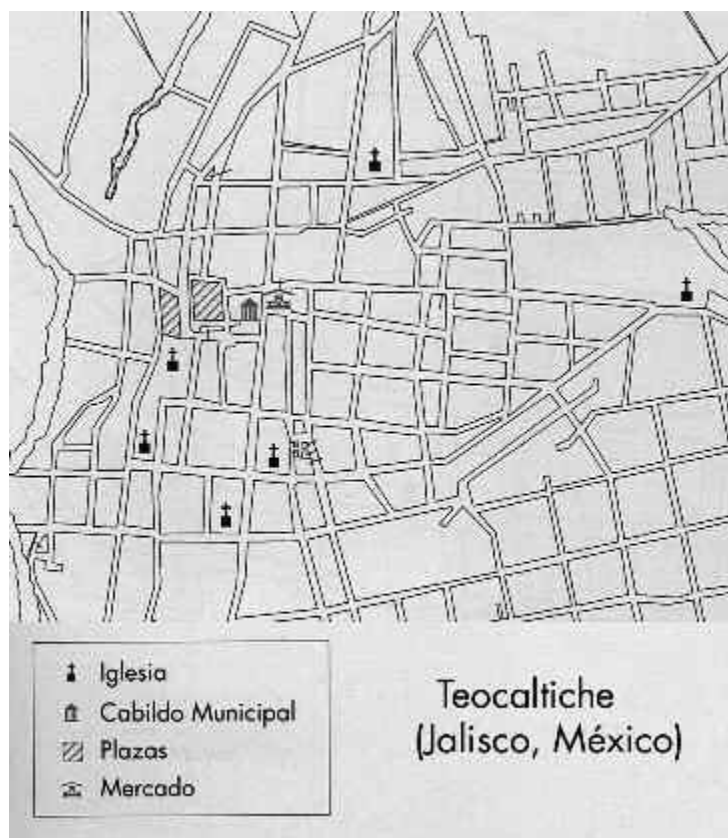 Iglesia
Cabildo Municipal
Plazas
Mercado
Teocaltiche
(Jalisco, México)